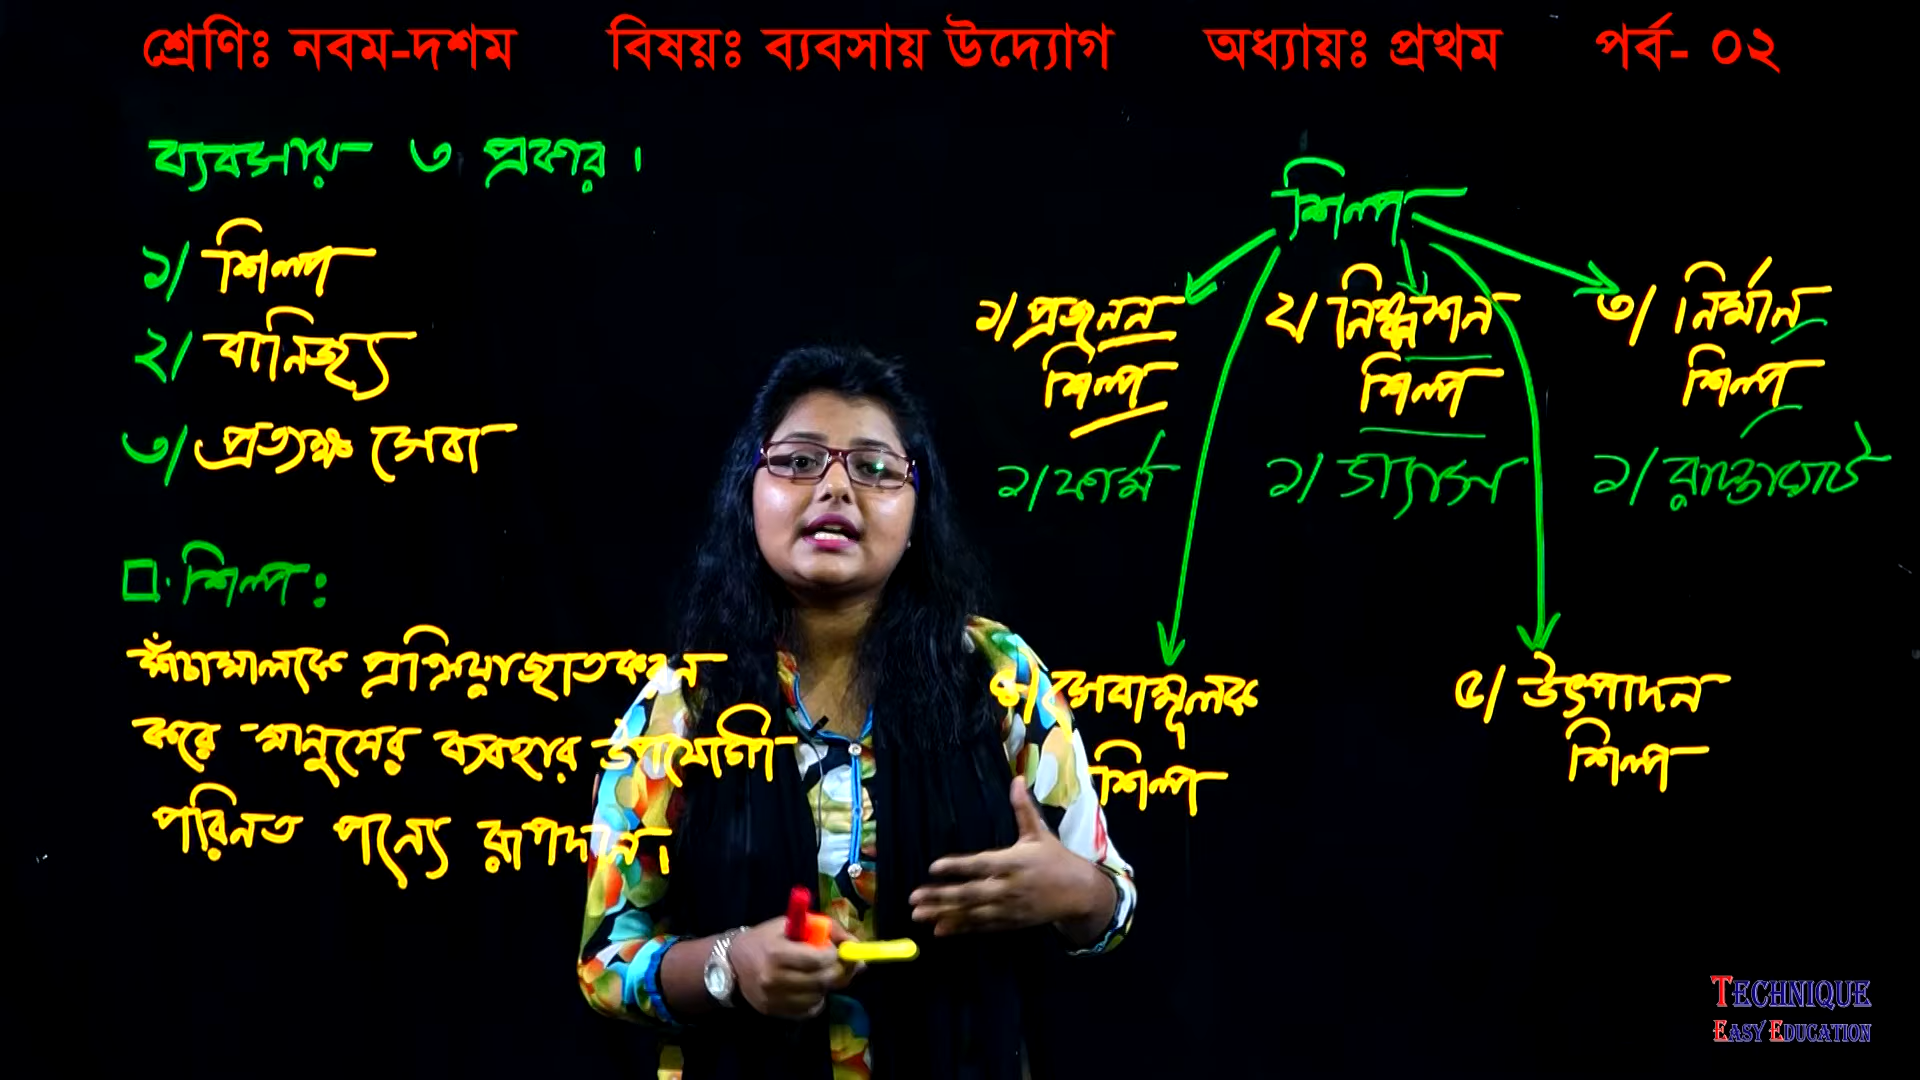 শ্রেণিঃ নবম-দশম বিষয়ঃ ব্যবসায় উদ্যোগ অধ্যায়ঃ প্রথম পর্ব- ০২
ব্যবসায় ৩ প্রকার।
১/ শিল্প
২/ বানিজ্য
৩/ প্রত্যক্ষ সেবা
শিল্প:
কাঁচামালকে প্রক্রিয়াজাতকরন
করে মানুষের ব্যবহার উপযোগী
পরিনত পন্যে রূপদান।
শিল্প
১/ প্রজনন শিল্প
১/ ফার্ম
২/ নিষ্কাশন শিল্প
১/ গ্যাস
৩/ নির্মান শিল্প
১/ রাস্তাঘাট
৪/ সেবামূলক
শিল্প
৫/ উৎপাদন
শিল্প
TECHNIQUE
EASY EDUCATION